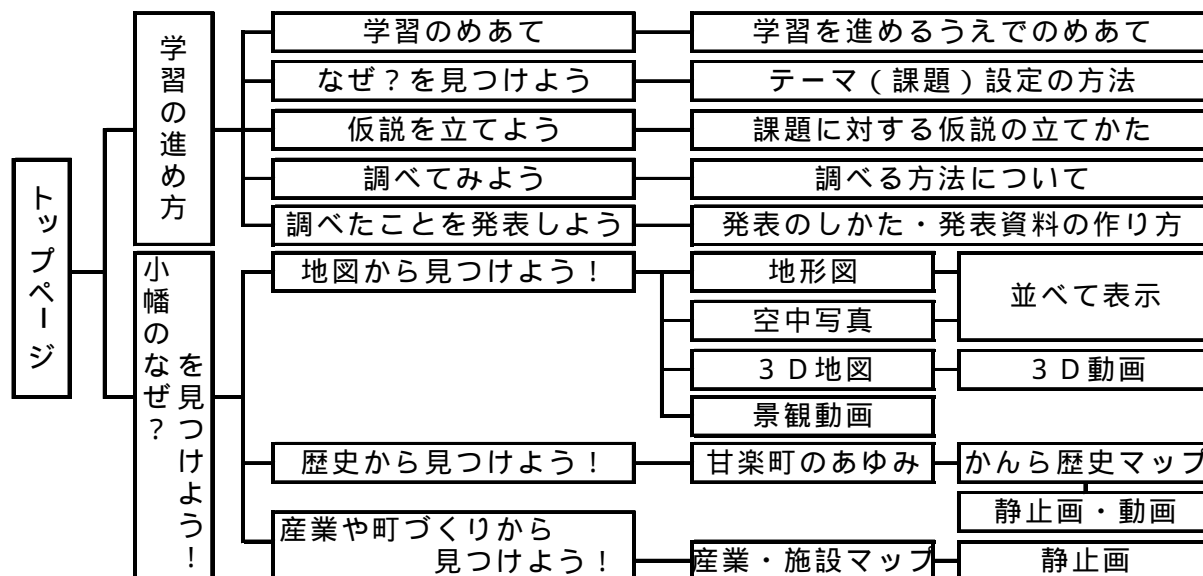 トップページ
学習の進め方
学習のめあて
学習を進めるうえでのめあて
なぜ？を見つけよう
テーマ（課題）設定の方法
仮説を立てよう
課題に対する仮説の立てかた
調べてみよう
調べる方法について
調べたことを発表しよう
発表のしかた・発表資料の作り方
小幡のなぜ？
を見つけよう！
地図から見つけよう！
地形図
空中写真
並べて表示
３Ｄ地図
３Ｄ動画
景観動画
歴史から見つけよう！
甘楽町のあゆみ
かんら歴史マップ
静止画・動画
産業や町づくりから
見つけよう！
産業・施設マップ
静止画